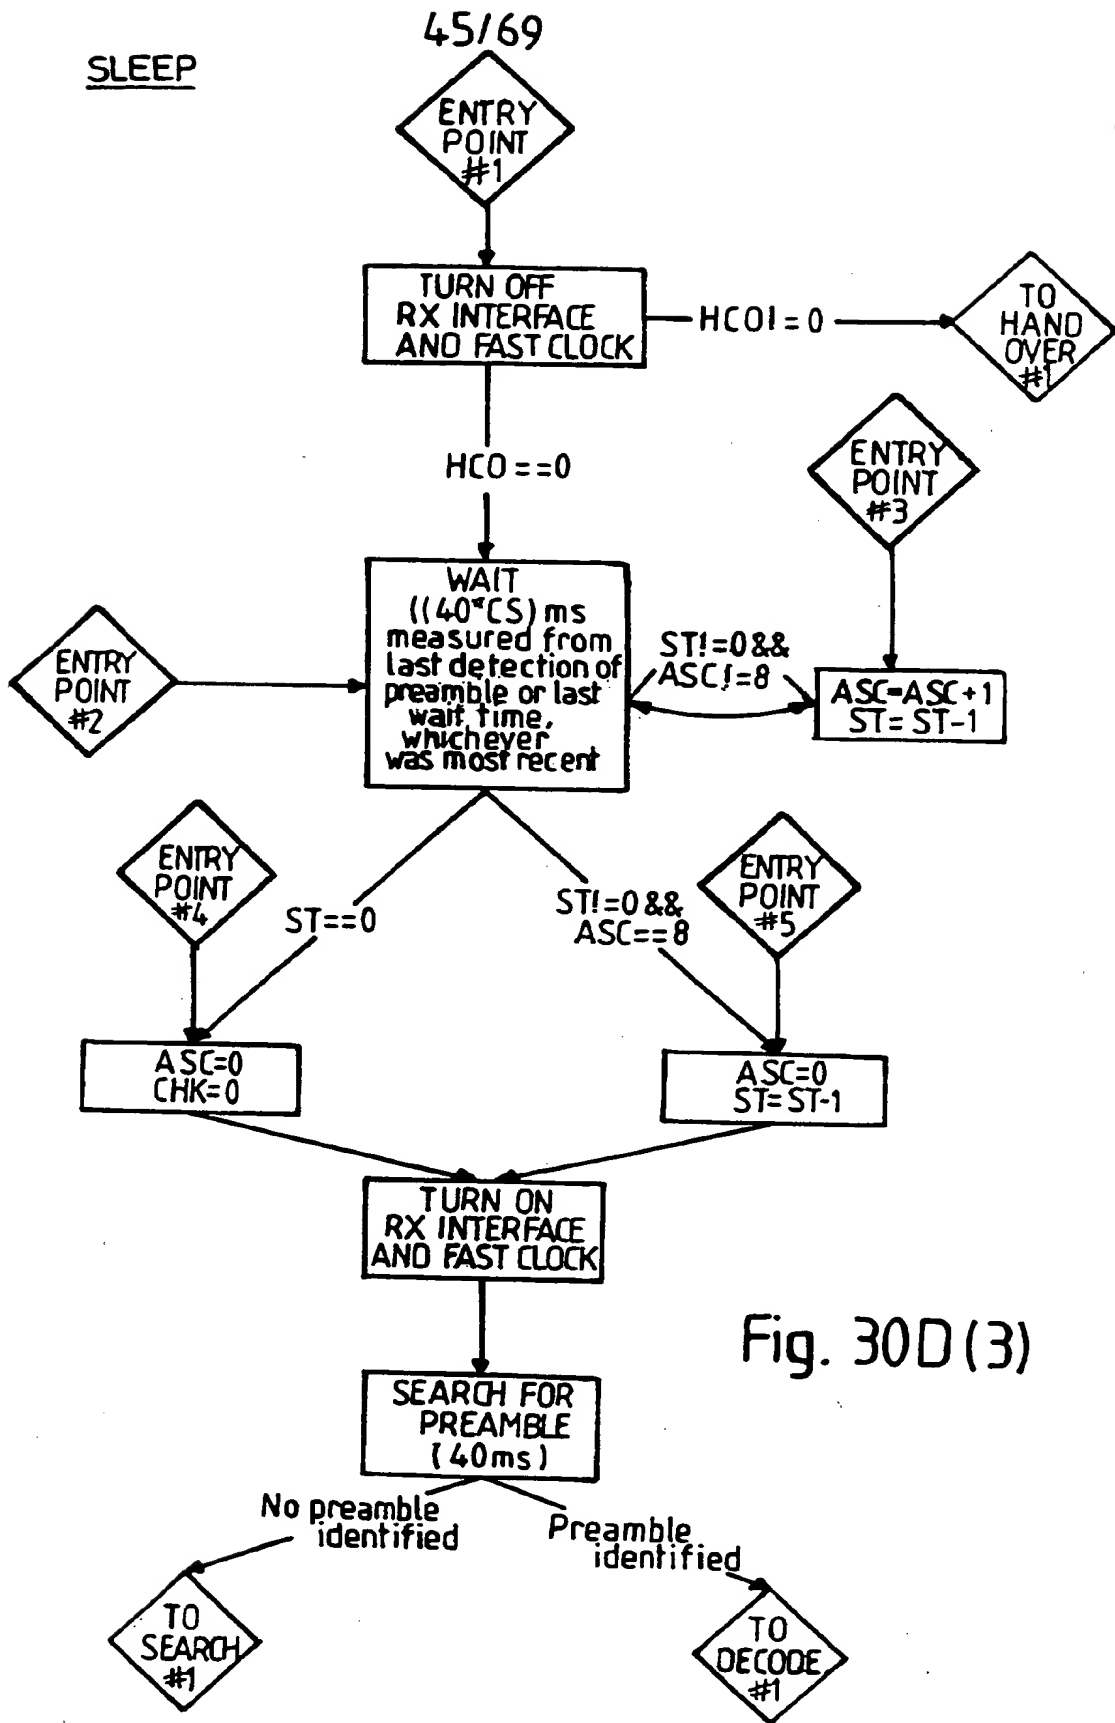 45/69
SLEEP
ENTRY
POINT
#1
TURN OFF
RX INTERFACE
AND FAST CLOCK
HCO!=0
TO
HAND
OVER
#1
HCO==0
ENTRY
POINT
#3
WAIT
((40*CS) ms
measured from
last detection of
preamble or last
wait time,
whichever
was most recent
ENTRY
POINT
#2
ST!=0&&
ASC!=8
ASC=ASC+1
ST=ST-1
ENTRY
POINT
#4
ST==0
ST!=0&&
ASC==8
ENTRY
POINT
#5
ASC=0
CHK=0
ASC=0
ST=ST-1
TURN ON
RX INTERFACE
AND FAST CLOCK
SEARCH FOR
PREAMBLE
(40ms)
Fig. 30D(3)
No preamble
identified
Preamble
identified
TO
SEARCH
#1
TO
DECODE
#1